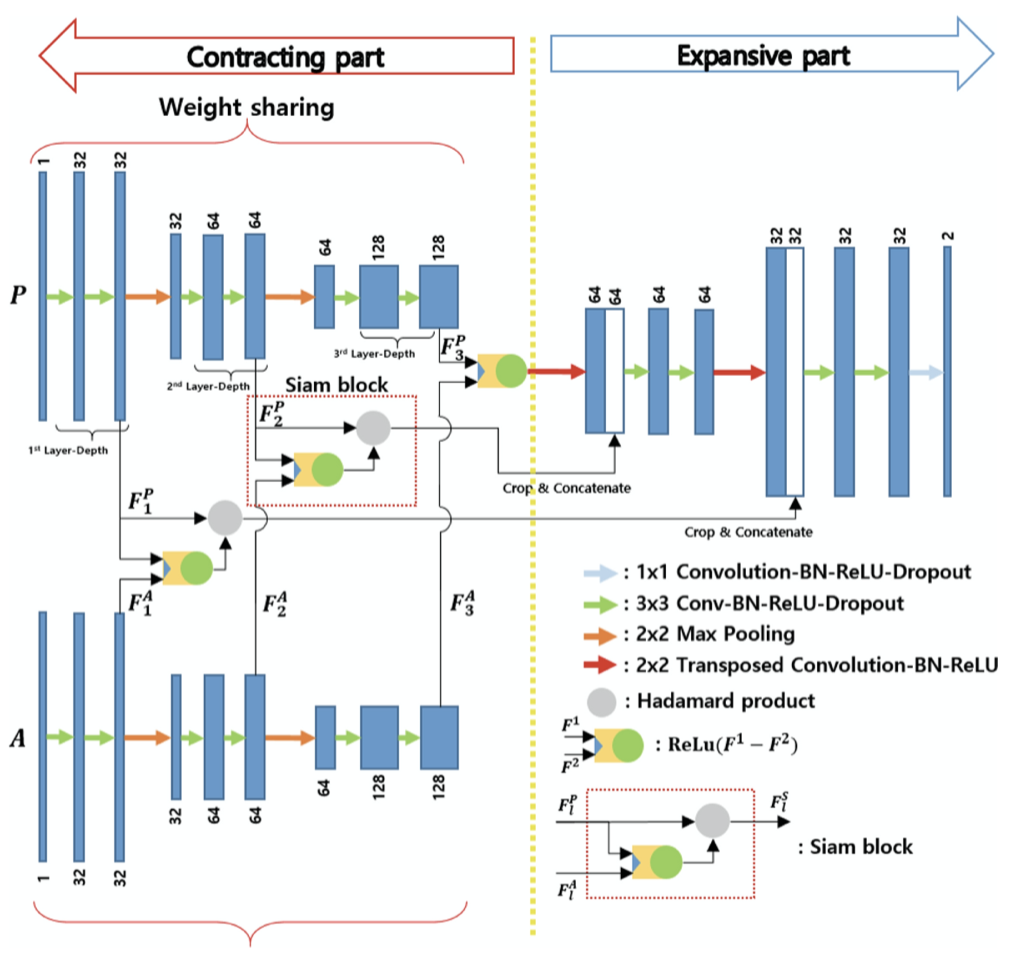 Contracting part
Expansive part
Weight sharing
1
32
32
32
64
64
64
128
128
P
1st Layer-Depth
2nd Layer-Depth
3rd Layer-Depth
F_3^P
Siam block
F_2^P
F_1^P
F_1^A
F_2^A
F_3^A
64
64
64
64
32
32
32
32
2
Crop & Concatenate
Crop & Concatenate
A
1
32
32
32
64
64
64
128
128
: 1x1 Convolution-BN-ReLU-Dropout
: 3x3 Conv-BN-ReLU-Dropout
: 2x2 Max Pooling
: 2x2 Transposed Convolution-BN-ReLU
: Hadamard product
F^1
F^2
: ReLu(F^1 − F^2)
F_l^P
F_l^S
F_l^A
: Siam block